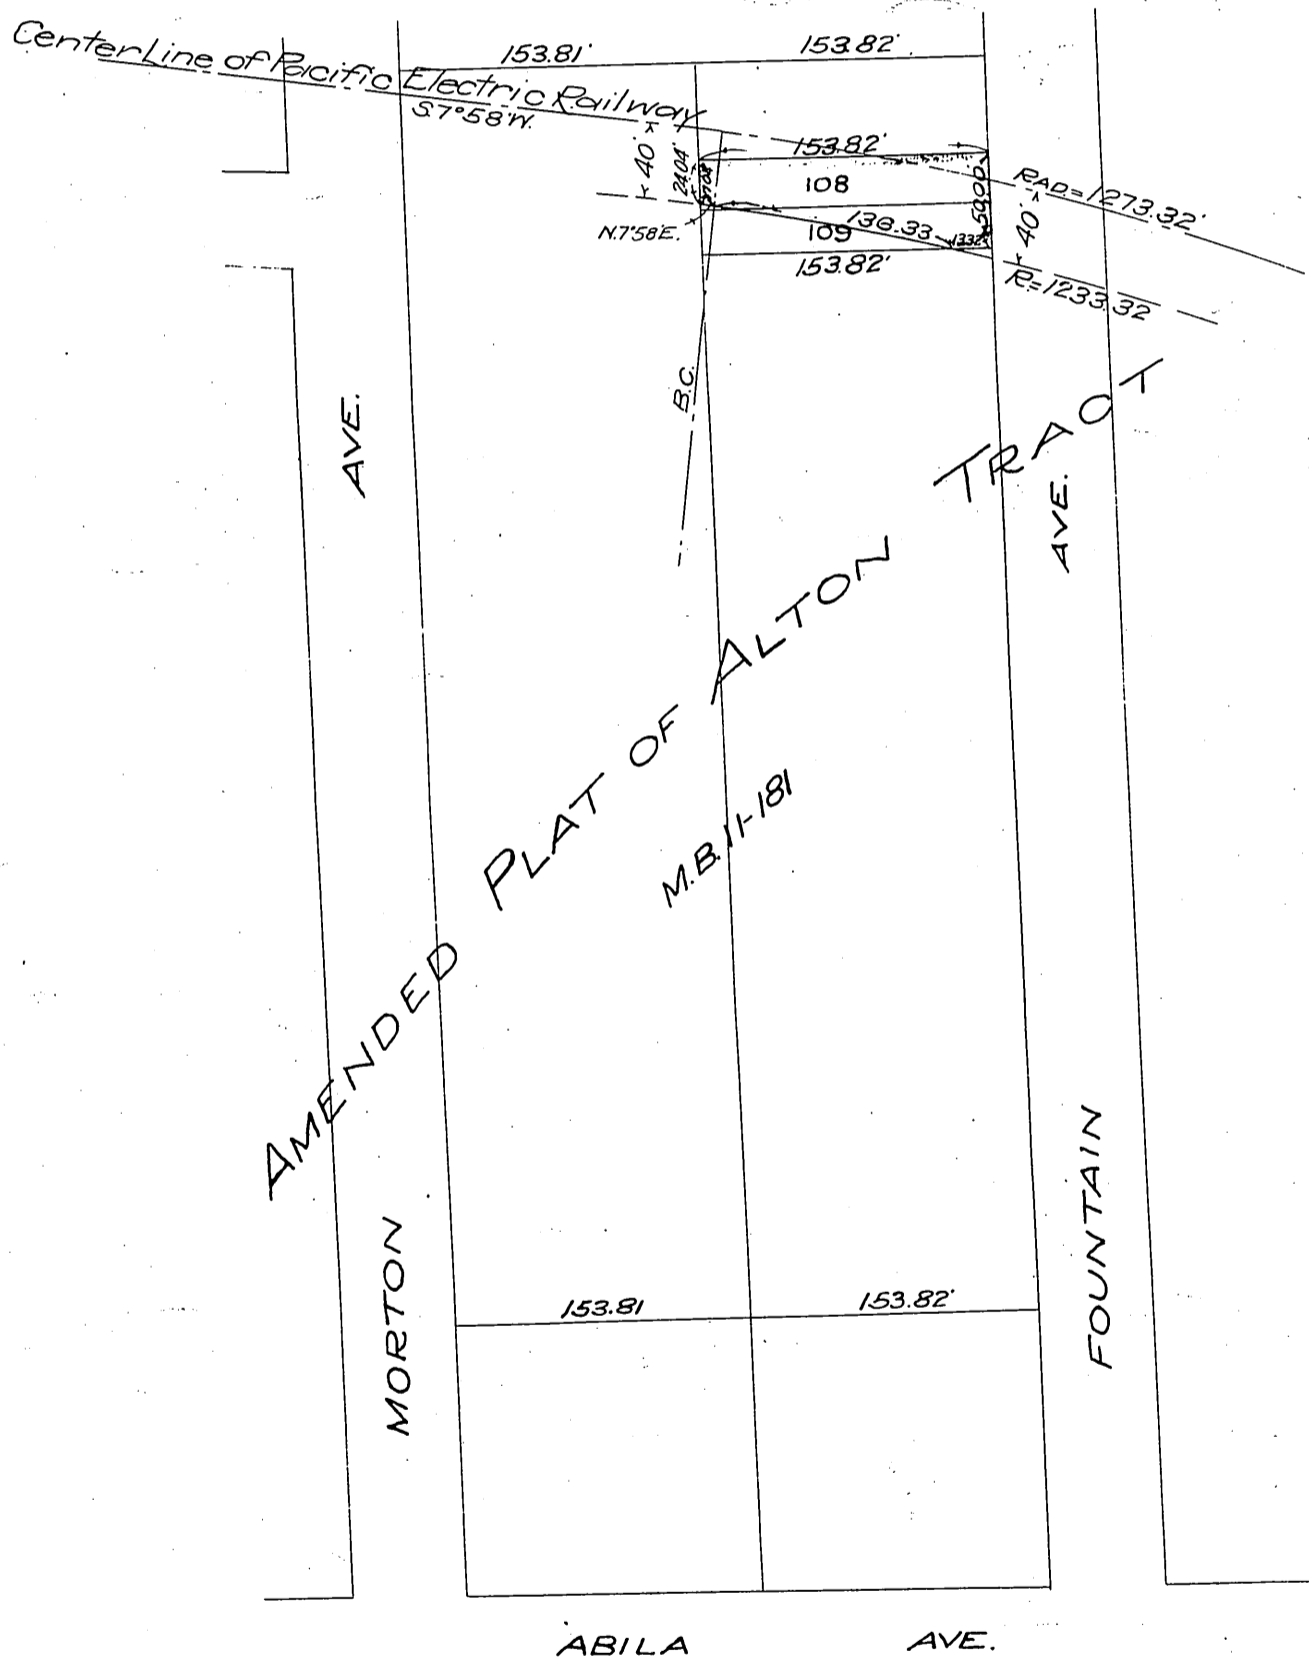 153.81'
153.82'
Center Line of Pacific Electric Railway
S.7°58'W.
40'
24.04'
153.82'
108
50.00'
RAD=1273.32'
40'
N.7°58'E.
109
136.33
13.32
153.82'
R=1233.32
B.C.
AVE.
AVE.
AMENDED PLAT OF ALTON TRACT
M.B. 11-181
MORTON
FOUNTAIN
153.81
153.82'
ABILA AVE.